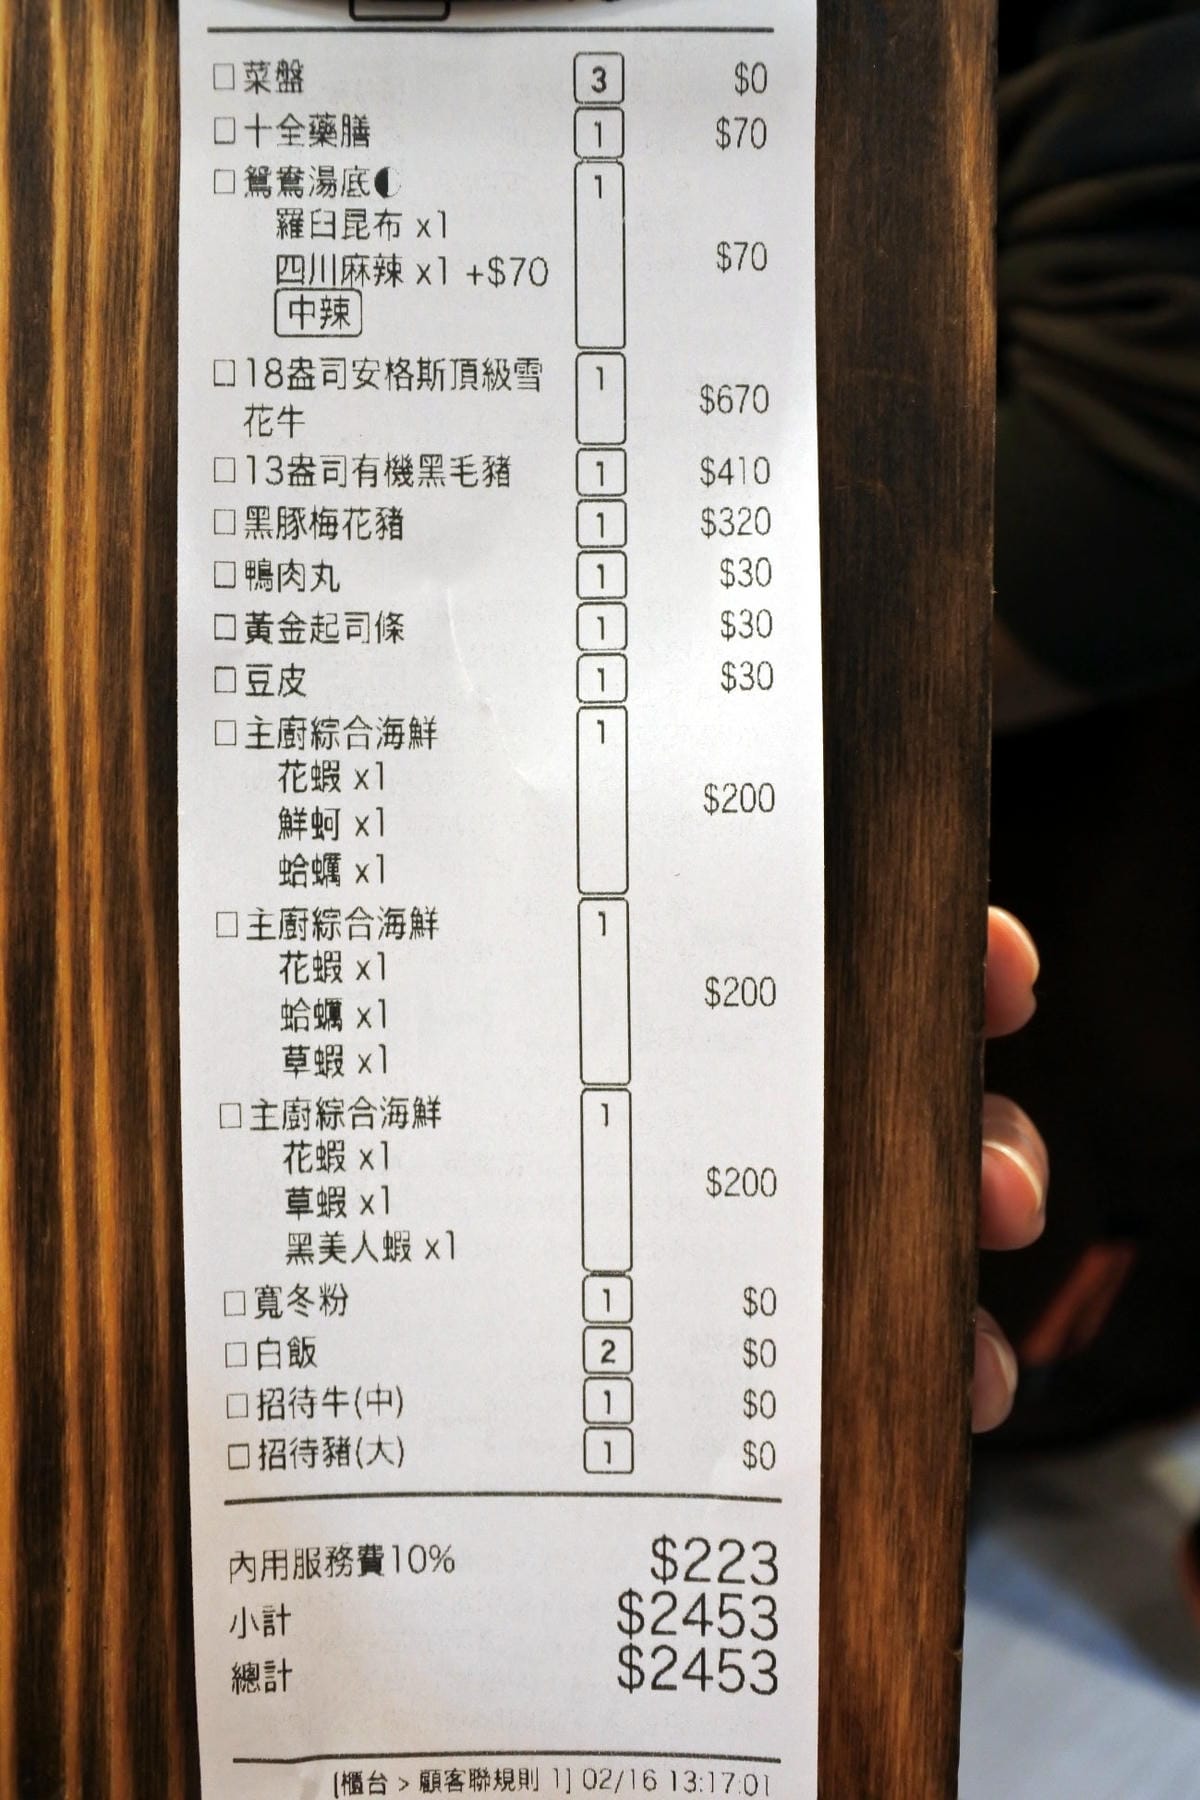 □菜盤 3 $0
□十全藥膳 1 $70
□鴛鴦湯底 1 $70
羅臼昆布 x1
四川麻辣 x1 +$70
中辣
□18盎司安格斯頂級雪 1 $670
花牛
□13盎司有機黑毛豬 1 $410
□黑豚梅花豬 1 $320
□鴨肉丸 1 $30
□黃金起司條 1 $30
□豆皮 1 $30
□主廚綜合海鮮 1 $200
花蝦 x1
鮮蚵 x1
蛤蠣 x1
□主廚綜合海鮮 1 $200
花蝦 x1
蛤蠣 x1
草蝦 x1
□主廚綜合海鮮 1 $200
花蝦 x1
草蝦 x1
黑美人蝦 x1
□寬冬粉 1 $0
□白飯 2 $0
□招待牛(中) 1 $0
□招待豬(大) 1 $0
內用服務費10% $223
小計 $2453
總計 $2453
[櫃台 > 顧客聯規則 1] 02/16 13:17:01